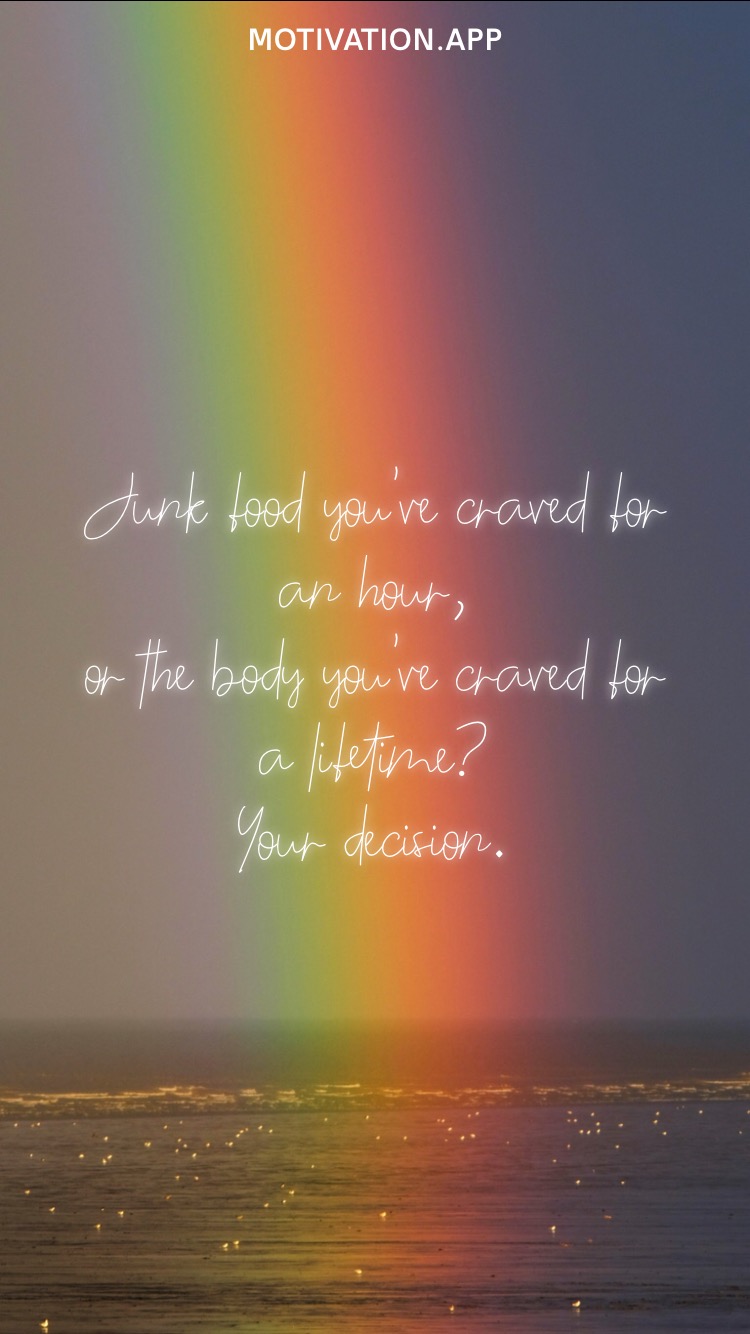 MOTIVATION.APP
Junk food you've craved for
an hour,
or the body you've craved for
a lifetime?
Your decision.